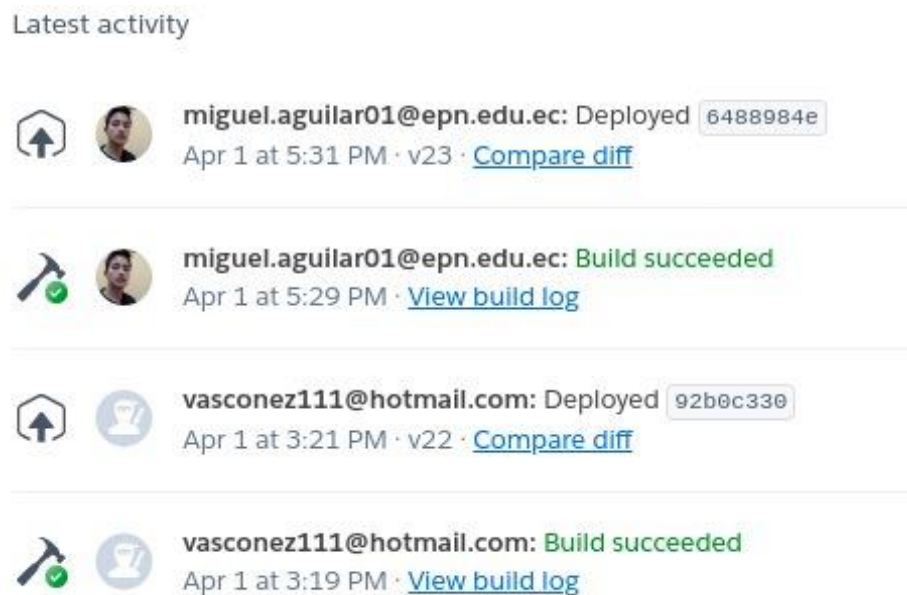 Latest activity
miguel.aguilar01@epn.edu.ec: Deployed 6488984e
Apr 1 at 5:31 PM · v23 · Compare diff
miguel.aguilar01@epn.edu.ec: Build succeeded
Apr 1 at 5:29 PM · View build log
vasconez111@hotmail.com: Deployed 92b0c330
Apr 1 at 3:21 PM · v22 · Compare diff
vasconez111@hotmail.com: Build succeeded
Apr 1 at 3:19 PM · View build log